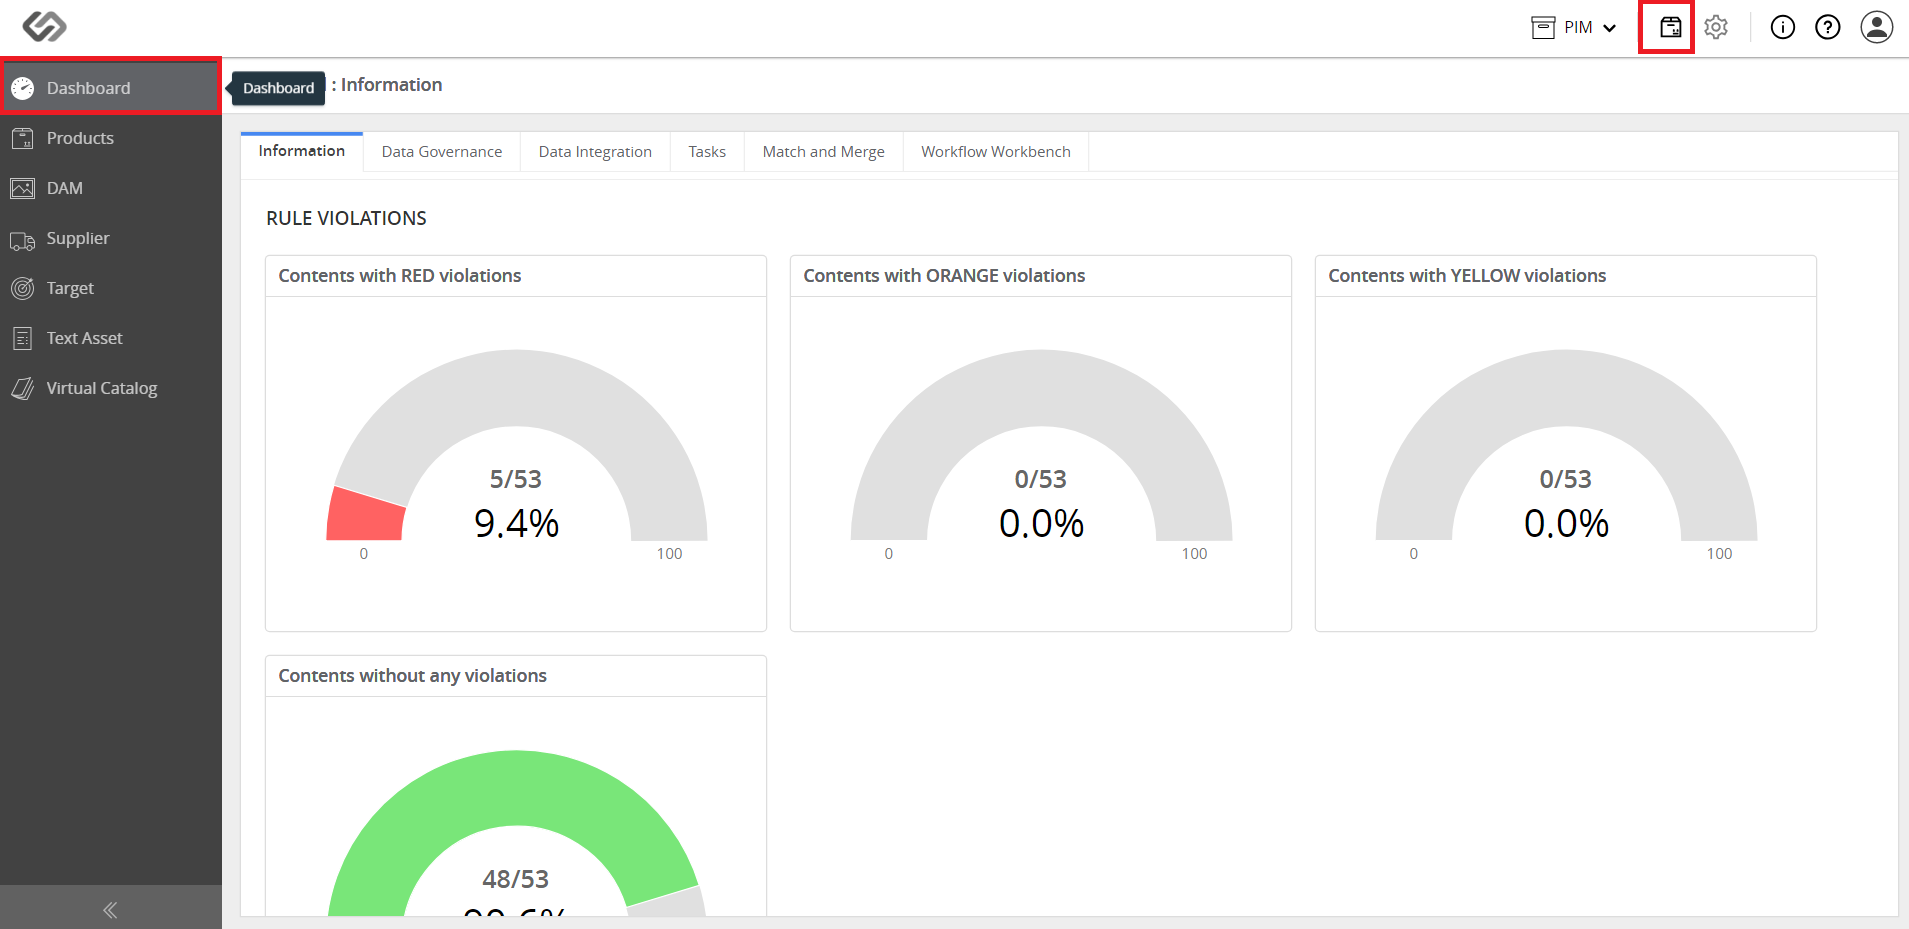 PIM
Dashboard
Dashboard : Information
Products
DAM
Supplier
Target
Text Asset
Virtual Catalog
Information Data Governance Data Integration Tasks Match and Merge Workflow Workbench
RULE VIOLATIONS
Contents with RED violations
5/53
9.4%
0 100
Contents with ORANGE violations
0/53
0.0%
0 100
Contents with YELLOW violations
0/53
0.0%
0 100
Contents without any violations
48/53
90.6%